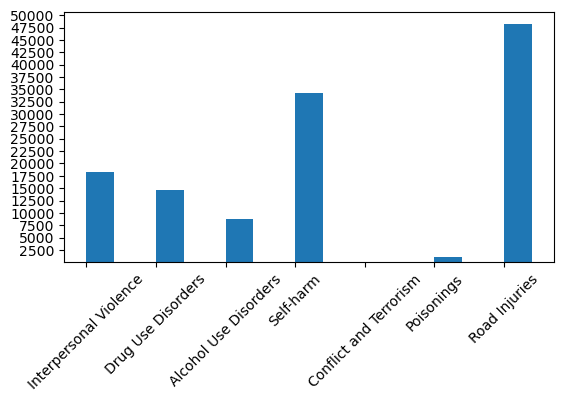 50000
47500
45000
42500
40000
37500
35000
32500
30000
27500
25000
22500
20000
17500
15000
12500
10000
7500
5000
2500
Interpersonal Violence
Drug Use Disorders
Alcohol Use Disorders
Self-harm
Conflict and Terrorism
Poisonings
Road Injuries